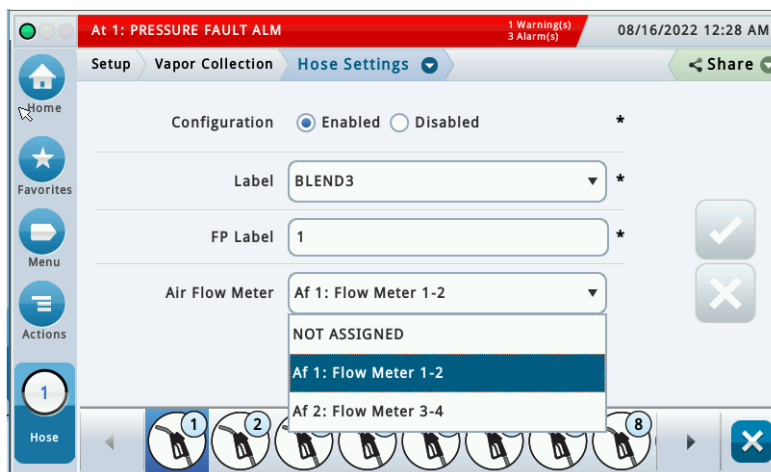 At 1: PRESSURE FAULT ALM
1 Warning(s)
3 Alarm(s)
08/16/2022 12:28 AM
Setup Vapor Collection Hose Settings
Share
Home
Configuration Enabled Disabled *
Favorites
Label BLEND3 *
FP Label 1 *
Menu
Air Flow Meter Af 1: Flow Meter 1-2
NOT ASSIGNED
Actions
Af 1: Flow Meter 1-2
Af 2: Flow Meter 3-4
1
Hose
1 2 8